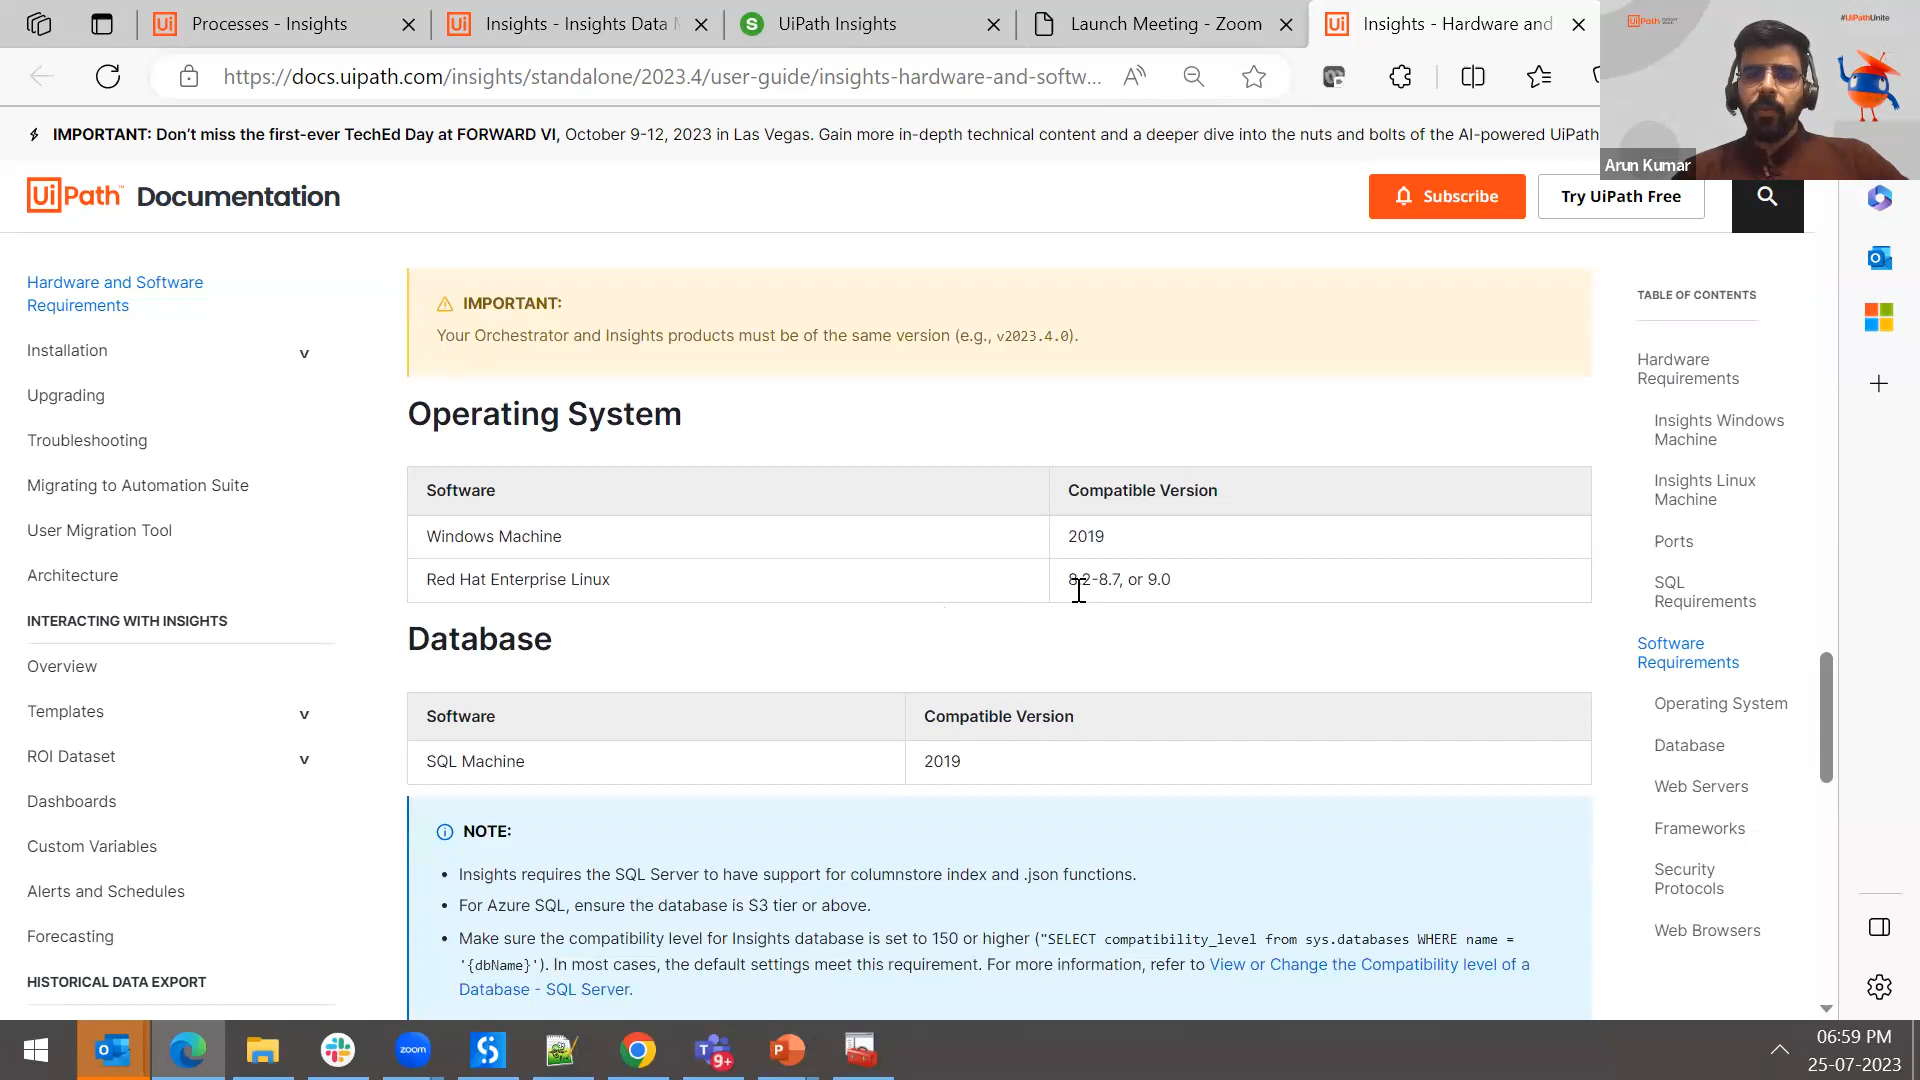 Processes - Insights
Insights - Insights Data
UiPath Insights
Launch Meeting - Zoom
Insights - Hardware and
https://docs.uipath.com/insights/standalone/2023.4/user-guide/insights-hardware-and-softw...
UiPath
#UiPathUnite
Arun Kumar
IMPORTANT: Don't miss the first-ever TechEd Day at FORWARD VI, October 9-12, 2023 in Las Vegas. Gain more in-depth technical content and a deeper dive into the nuts and bolts of the AI-powered UiPath
UiPath Documentation
Subscribe
Try UiPath Free
Hardware and Software
Requirements
Installation
Upgrading
Troubleshooting
Migrating to Automation Suite
User Migration Tool
Architecture
INTERACTING WITH INSIGHTS
Overview
Templates
ROI Dataset
Dashboards
Custom Variables
Alerts and Schedules
Forecasting
HISTORICAL DATA EXPORT
IMPORTANT:
Your Orchestrator and Insights products must be of the same version (e.g., v2023.4.0).
Operating System
Software Compatible Version
Windows Machine 2019
Red Hat Enterprise Linux 8.2-8.7, or 9.0
Database
Software Compatible Version
SQL Machine 2019
NOTE:
• Insights requires the SQL Server to have support for columnstore index and .json functions.
• For Azure SQL, ensure the database is S3 tier or above.
• Make sure the compatibility level for Insights database is set to 150 or higher ("SELECT compatibility_level from sys.databases WHERE name =
'{dbName}'). In most cases, the default settings meet this requirement. For more information, refer to View or Change the Compatibility level of a
Database - SQL Server.
TABLE OF CONTENTS
Hardware
Requirements
Insights Windows
Machine
Insights Linux
Machine
Ports
SQL
Requirements
Software
Requirements
Operating System
Database
Web Servers
Frameworks
Security
Protocols
Web Browsers
zoom
9+
06:59 PM
25-07-2023